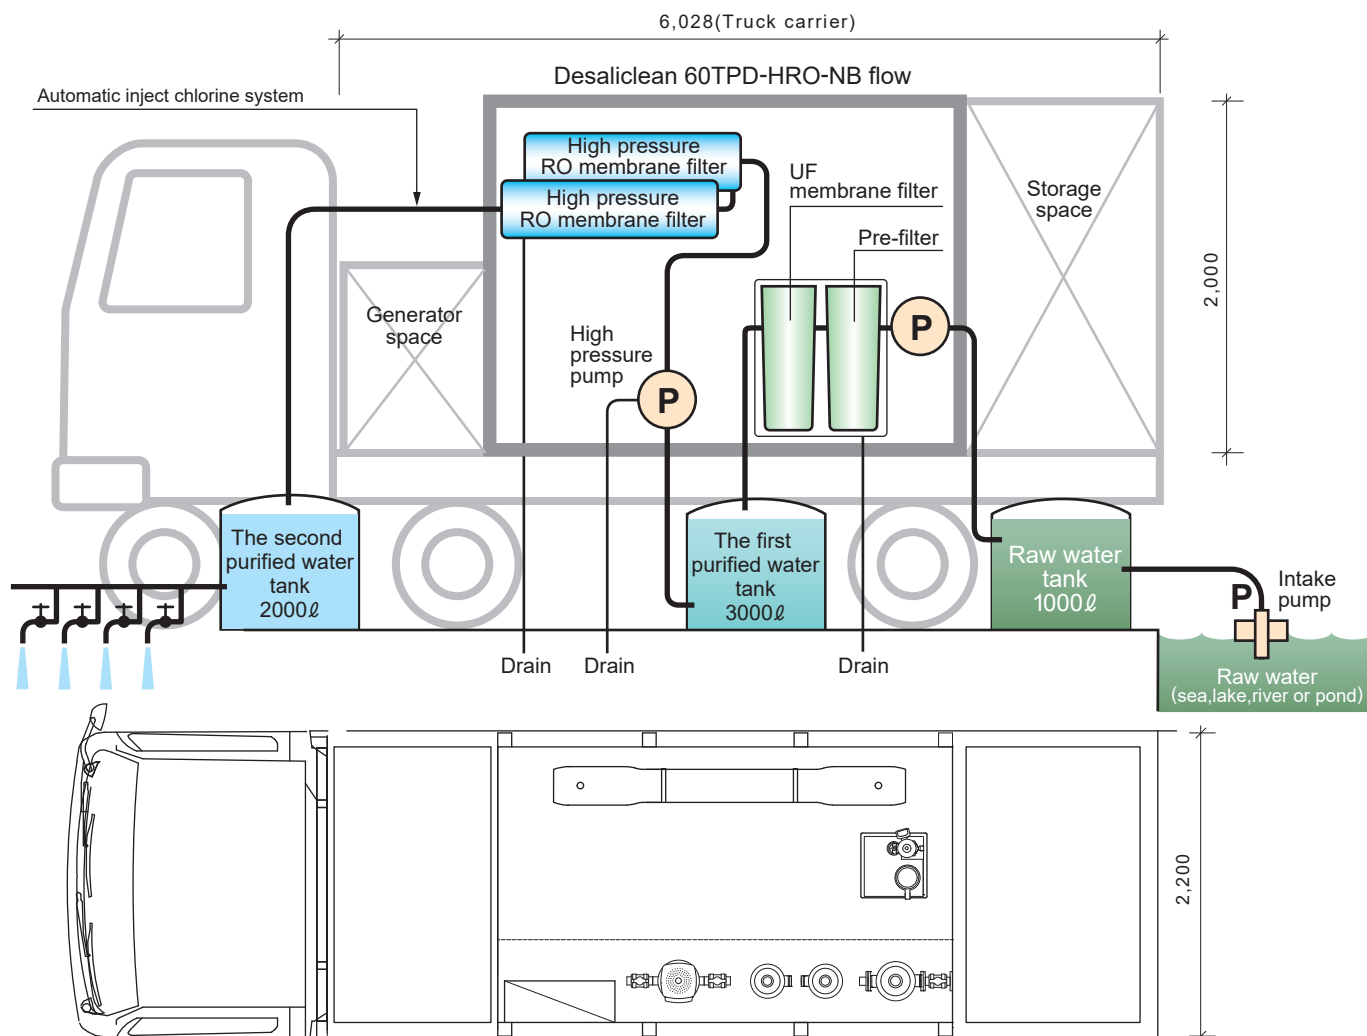 6,028(Truck carrier)
Desaliclean 60TPD-HRO-NB flow
Automatic inject chlorine system
High pressure
RO membrane filter
High pressure
RO membrane filter
UF
membrane filter
Pre-filter
Storage
space
2,000
Generator
space
High
pressure
pump
P
P
The second
purified water
tank
2000ℓ
The first
purified water
tank
3000ℓ
Raw water
tank
1000ℓ
P
Intake
pump
Drain
Drain
Drain
Raw water
(sea,lake,river or pond)
2,200